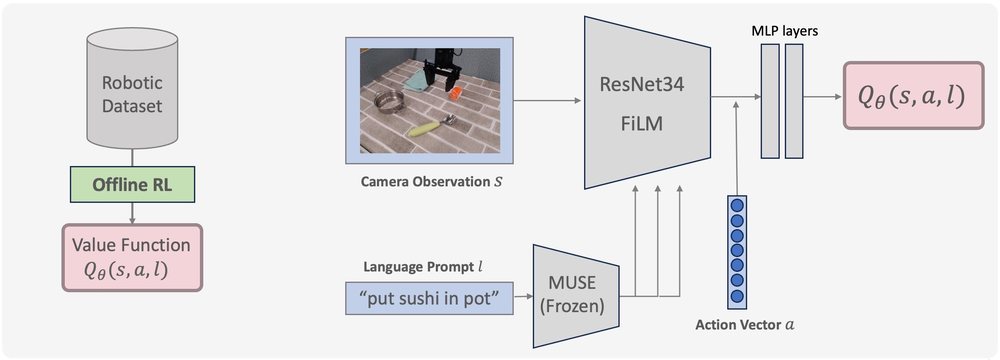 Robotic
Dataset
Offline RL
Value Function
Qθ(s, a, l)
Camera Observation S
Language Prompt l
“put sushi in pot”
MUSE
(Frozen)
ResNet34
FiLM
MLP layers
Action Vector a
Qθ(s, a, l)